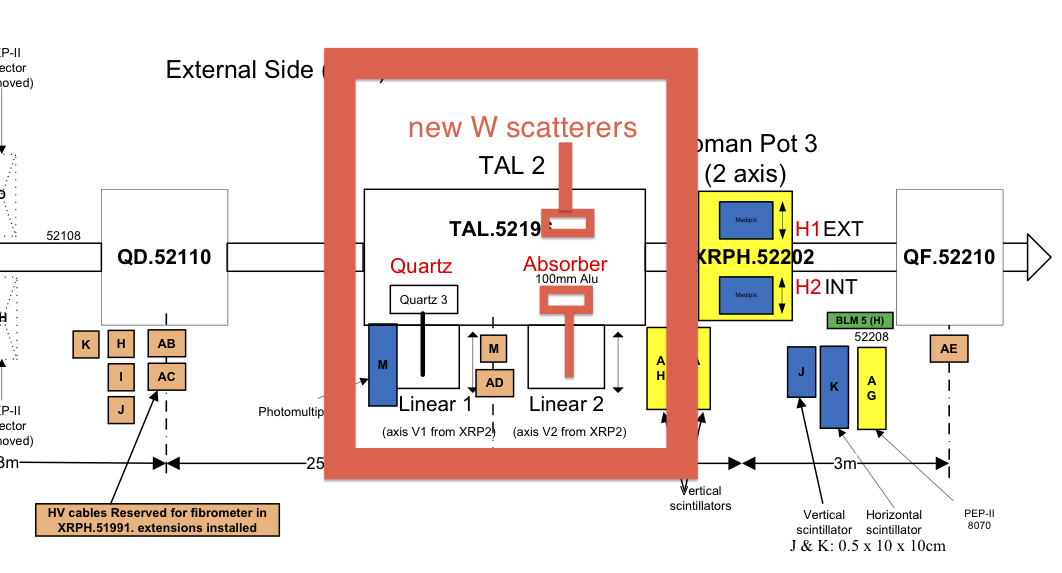 P-II
ector
noved)
External Side (
new W scatterers
TAL 2
oman Pot 3
(2 axis)
52108
QD.52110
TAL.5219
Quartz
Quartz 3
Absorber
100mm Alu
Medipix
H1 EXT
XRPH.52202
H2 INT
Medipix
QF.52210
BLM 5 (H)
52208
H
K
H
AB
I
AC
J
M
M
AD
A
H
A
J
K
A
G
AE
P-II
ector
noved)
Photomultip
Linear 1
(axis V1 from XRP2)
Linear 2
(axis V2 from XRP2)
3m
25
3m
HV cables Reserved for fibrometer in
XRPH.51991. extensions installed
Vertical
scintillators
Vertical
scintillator
Horizontal
scintillator
PEP-II
8070
J & K: 0.5 x 10 x 10cm